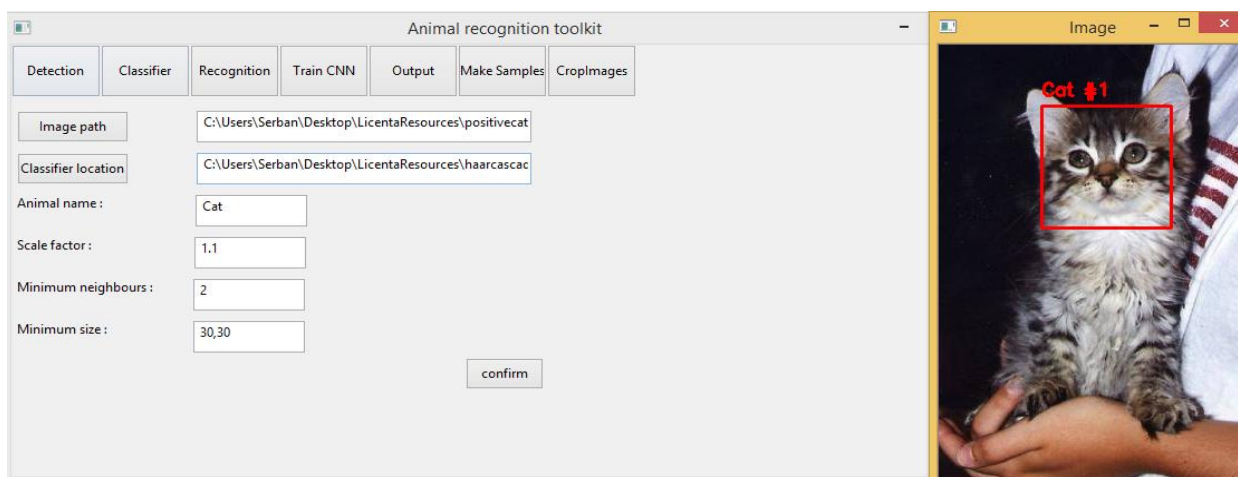 Animal recognition toolkit
Detection Classifier Recognition Train CNN Output Make Samples CropImages
Image path C:\Users\Serban\Desktop\LicentaResources\positivecat
Classifier location C:\Users\Serban\Desktop\LicentaResources\haarcascac
Animal name : Cat
Scale factor : 1.1
Minimum neighbours : 2
Minimum size : 30,30
confirm
Image
Cat #1